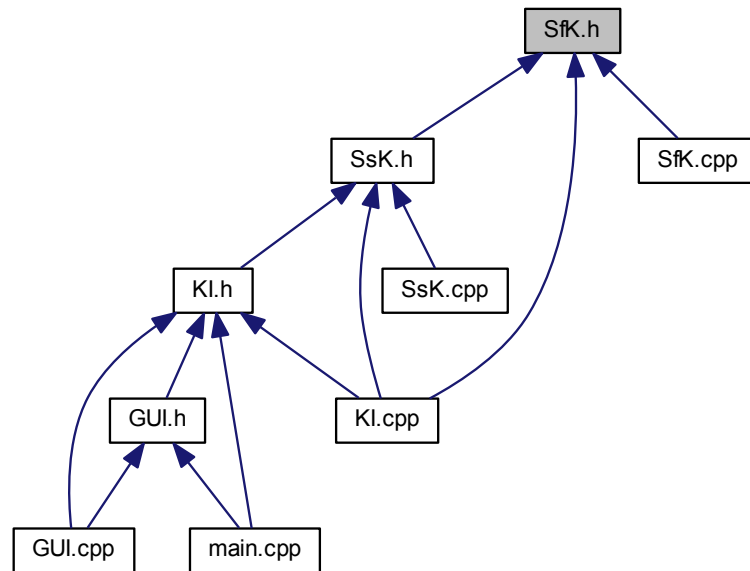 SfK.h
SsK.h
SfK.cpp
KI.h
SsK.cpp
GUI.h
KI.cpp
GUI.cpp
main.cpp